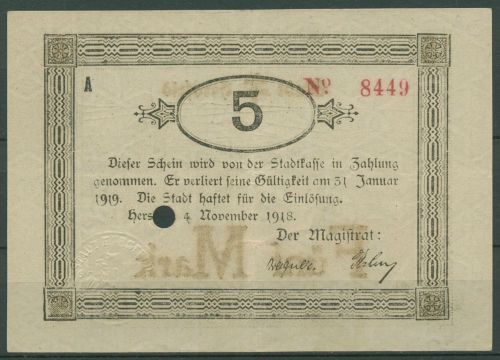 A
Nº 8449
5
Dieser Schein wird von der Stadtkasse in Zahlung
genommen. Er verliert seine Gültigkeit am 31 Januar
1919. Die Stadt haftet für die Einlösung.
Hers 4 November 1918.
Der Magistrat:
Mark